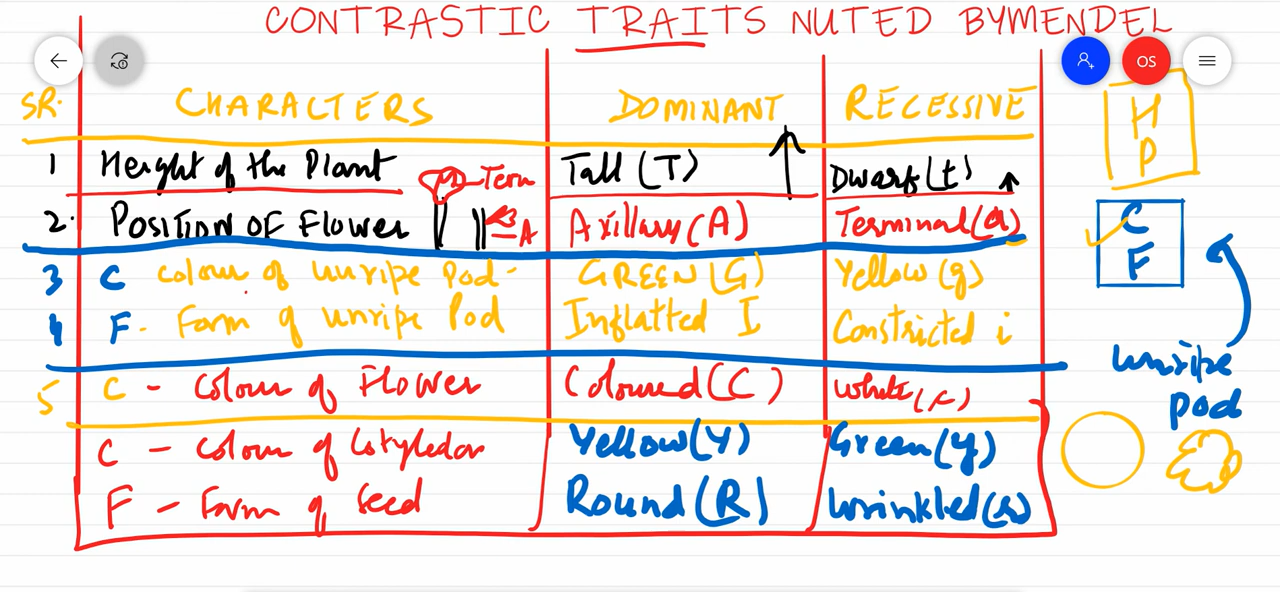 CONTRASTIC TRAITS NUTED BYMENDEL
OS
SR. CHARACTERS DOMINANT RECESSIVE
1 Height of the Plant Tall (T) Dwarf (t)
Term
2. POSITION OF FLOWER A Axillary (A) Terminal (a)
3 C colour of unripe Pod- GREEN (G) Yellow (g)
4 F- Form of unripe Pod Inflatted I Constricted i
5 C - Colour of Flower Coloured (C) White (c)
C - Colour of Cotyledon Yellow (Y) Green (y)
F - Form of Seed Round (R) Wrinkled (r)
H
P
C
F
unripe
pod